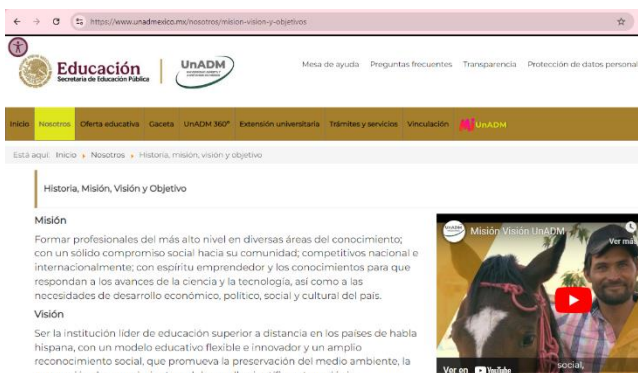 https://www.unadmexico.mx/nosotros/mision-vision-y-objetivos
Educación
Secretaría de Educación Pública
UnADM
Mesa de ayuda Preguntas frecuentes Transparencia Protección de datos personal
Inicio Nosotros Oferta educativa Gaceta UnADM 360° Extensión universitaria Trámites y servicios Vinculación Mi UnADM
Está aquí: Inicio Nosotros Historia, misión, visión y objetivo
Historia, Misión, Visión y Objetivo
Misión
Formar profesionales del más alto nivel en diversas áreas del conocimiento;
con un sólido compromiso social hacia su comunidad; competitivos nacional e
internacionalmente; con espíritu emprendedor y los conocimientos para que
respondan a los avances de la ciencia y la tecnología, así como a las
necesidades de desarrollo económico, político, social y cultural del país.
Visión
Ser la institución líder de educación superior a distancia en los países de habla
hispana, con un modelo educativo flexible e innovador y un amplio
reconocimiento social, que promueva la preservación del medio ambiente, la
UnADM
Misión Visión UnADM
Ver más
social,
Ver en YouTube